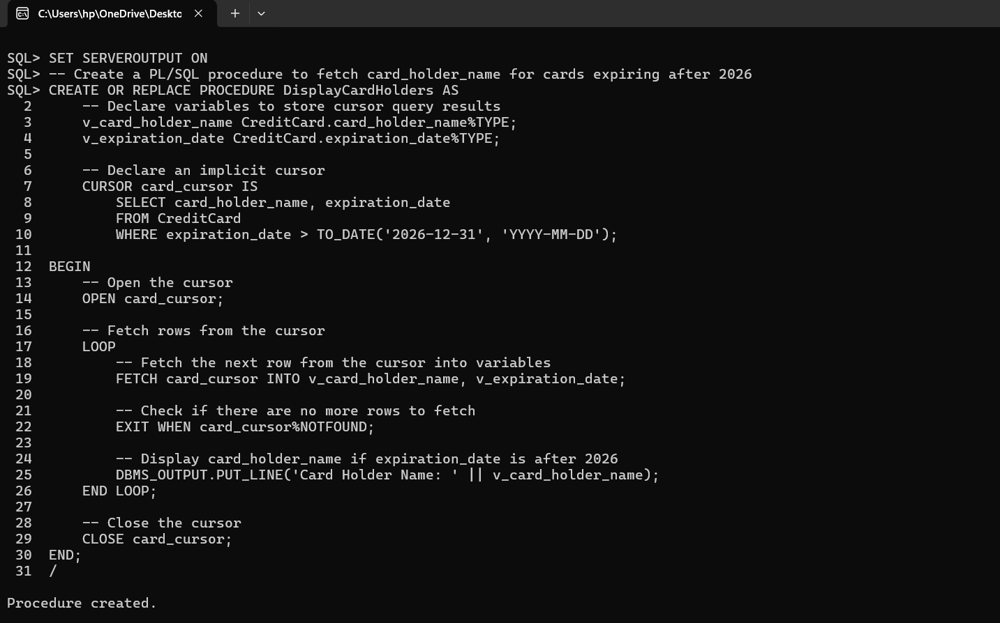 C:\Users\hp\OneDrive\Deskto
SQL> SET SERVEROUTPUT ON
SQL> -- Create a PL/SQL procedure to fetch card_holder_name for cards expiring after 2026
SQL> CREATE OR REPLACE PROCEDURE DisplayCardHolders AS
  2      -- Declare variables to store cursor query results
  3      v_card_holder_name CreditCard.card_holder_name%TYPE;
  4      v_expiration_date CreditCard.expiration_date%TYPE;
  5
  6      -- Declare an implicit cursor
  7      CURSOR card_cursor IS
  8          SELECT card_holder_name, expiration_date
  9          FROM CreditCard
 10          WHERE expiration_date > TO_DATE('2026-12-31', 'YYYY-MM-DD');
 11
 12  BEGIN
 13      -- Open the cursor
 14      OPEN card_cursor;
 15
 16      -- Fetch rows from the cursor
 17      LOOP
 18          -- Fetch the next row from the cursor into variables
 19          FETCH card_cursor INTO v_card_holder_name, v_expiration_date;
 20
 21          -- Check if there are no more rows to fetch
 22          EXIT WHEN card_cursor%NOTFOUND;
 23
 24          -- Display card_holder_name if expiration_date is after 2026
 25          DBMS_OUTPUT.PUT_LINE('Card Holder Name: ' || v_card_holder_name);
 26      END LOOP;
 27
 28      -- Close the cursor
 29      CLOSE card_cursor;
 30  END;
 31  /
Procedure created.